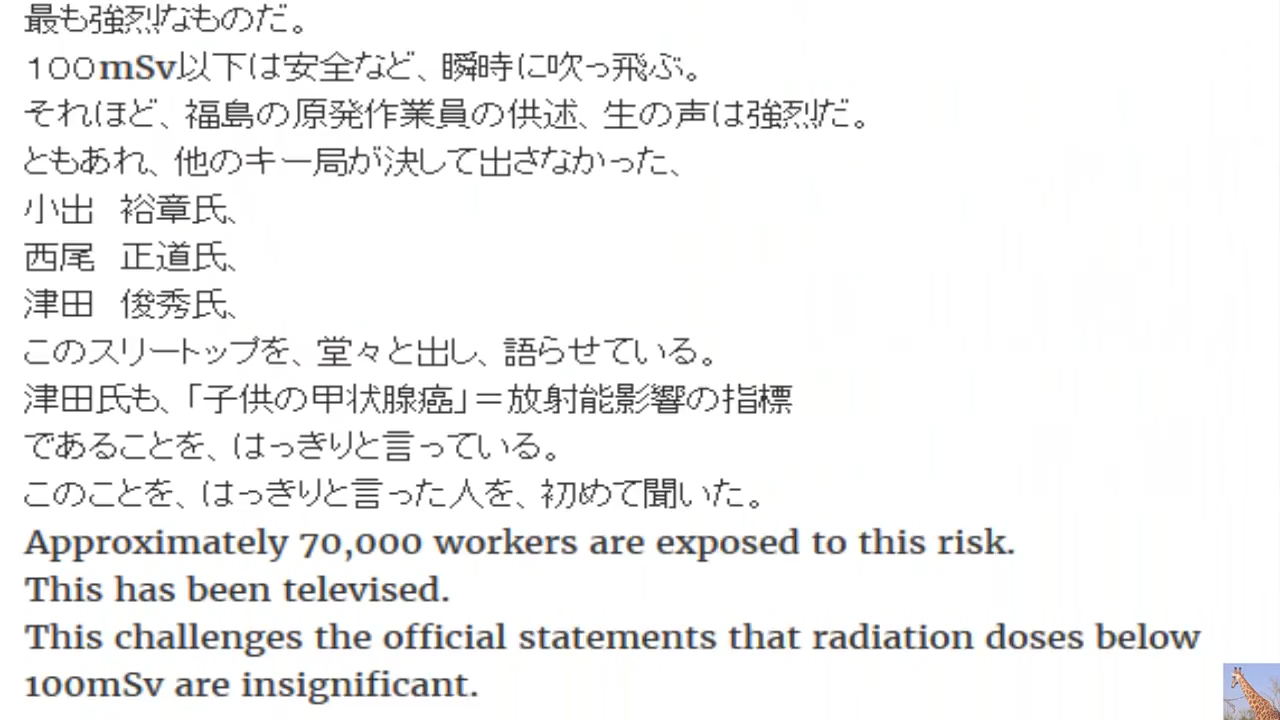 最も強烈なものだ。
100mSv以下は安全など、瞬時に吹っ飛ぶ。
それほど、福島の原発作業員の供述、生の声は強烈だ。
ともあれ、他のキー局が決して出さなかった、
小出　裕章氏、
西尾　正道氏、
津田　俊秀氏、
このスリートップを、堂々と出し、語らせている。
津田氏も、「子供の甲状腺癌」＝放射能影響の指標
であることを、はっきりと言っている。
このことを、はっきりと言った人を、初めて聞いた。
Approximately 70,000 workers are exposed to this risk.
This has been televised.
This challenges the official statements that radiation doses below
100mSv are insignificant.